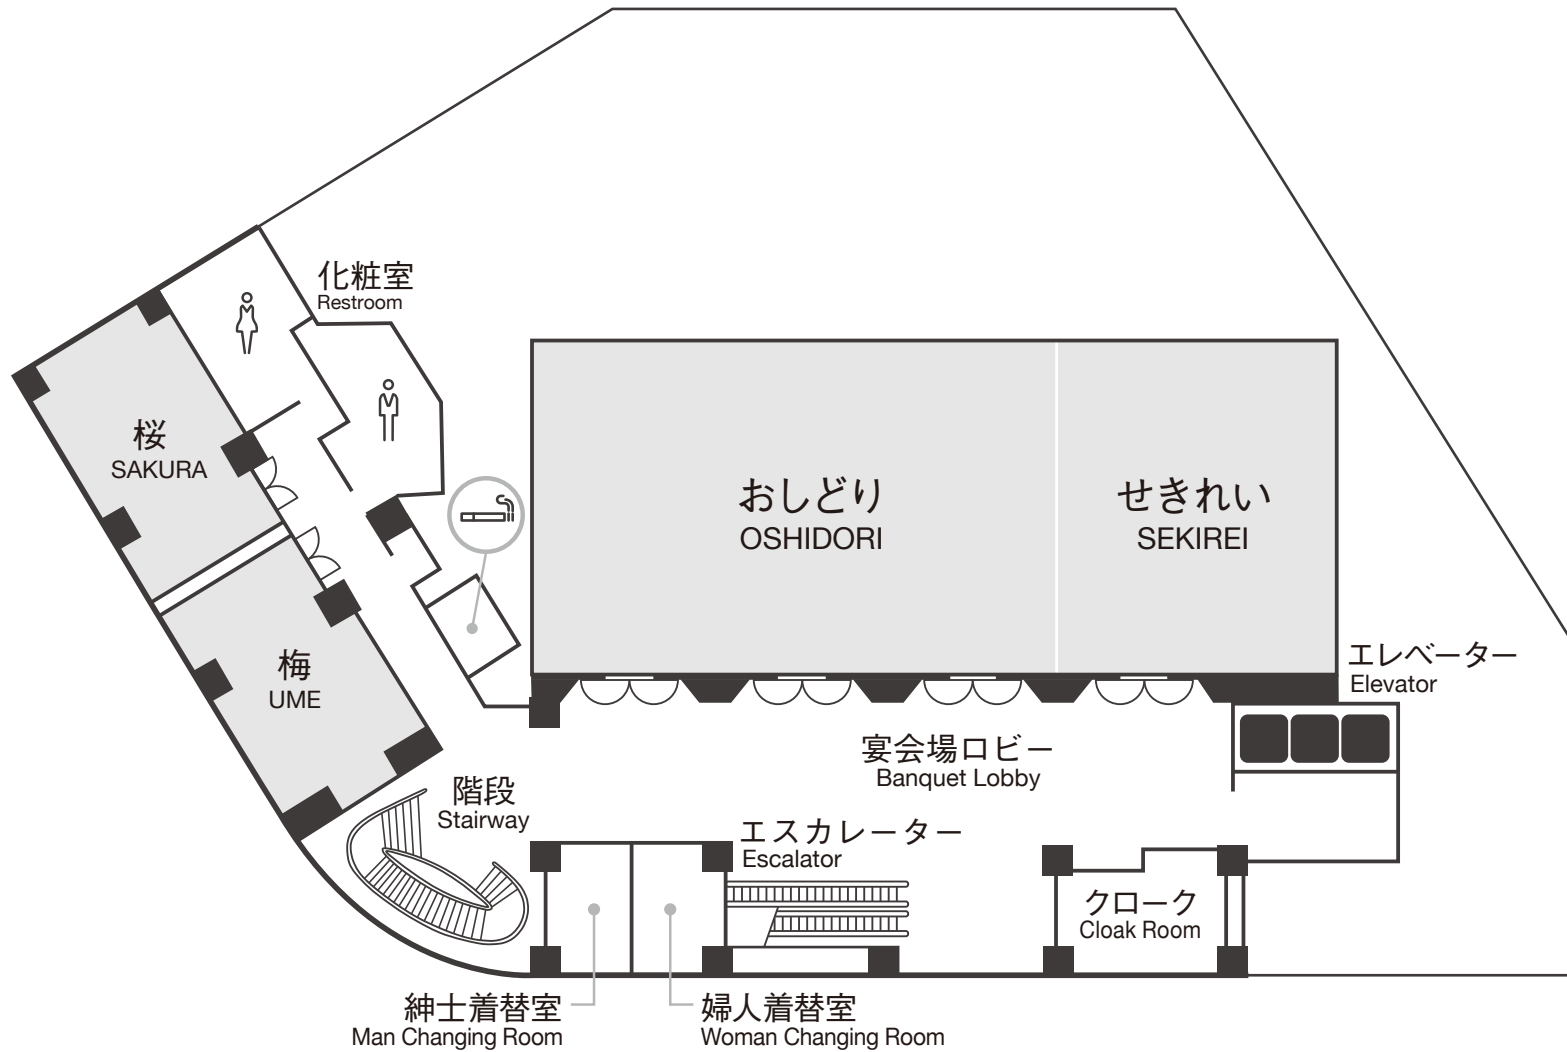 化粧室
Restroom
桜
SAKURA
おしどり
OSHIDORI
せきれい
SEKIREI
梅
UME
エレベーター
Elevator
宴会場ロビー
Banquet Lobby
階段
Stairway
エスカレーター
Escalator
クローク
Cloak Room
紳士着替室
Man Changing Room
婦人着替室
Woman Changing Room